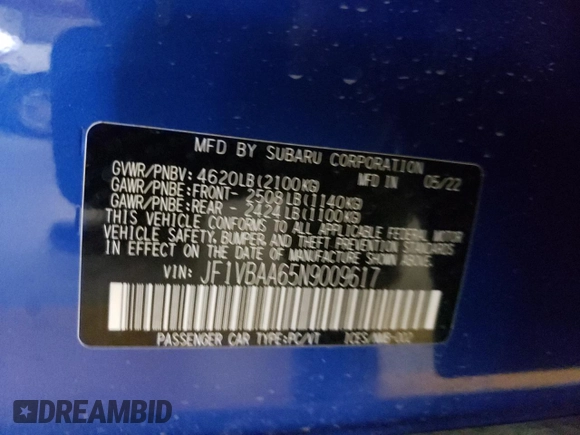 MFD BY SUBARU CORPORATION
GVWR/PNBV: 4620LB(2100KG) MFD IN 05/22
GAWR/PNBE:FRONT- 2508LB(1140KG)
GAWR/PNBE:REAR - 2424LB(1100KG)
THIS VEHICLE CONFORMS TO ALL APPLICABLE FEDERAL MOTOR
VEHICLE SAFETY, BUMPER, AND THEFT PREVENTION STANDARDS
IN EFFECT ON THE DATE OF MANUFACTURE SHOWN ABOVE.
VIN: JF1VBAA65N9009617
PASSENGER CAR TYPE:PC/VT ICES/NMB-002
DREAMBID